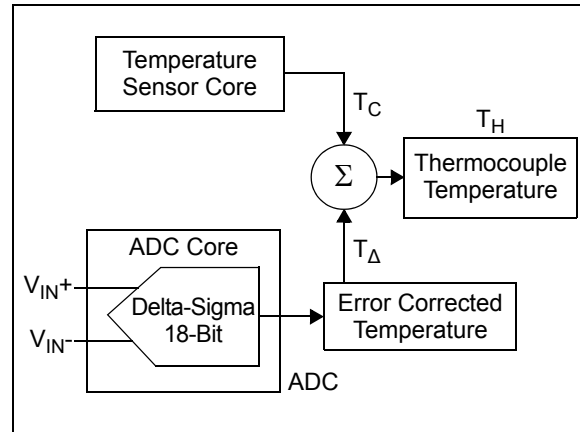 Temperature
Sensor Core
T_C
T_H
Σ
Thermocouple
Temperature
ADC Core
T_Δ
V_IN+
Delta-Sigma
18-Bit
V_IN-
Error Corrected
Temperature
ADC